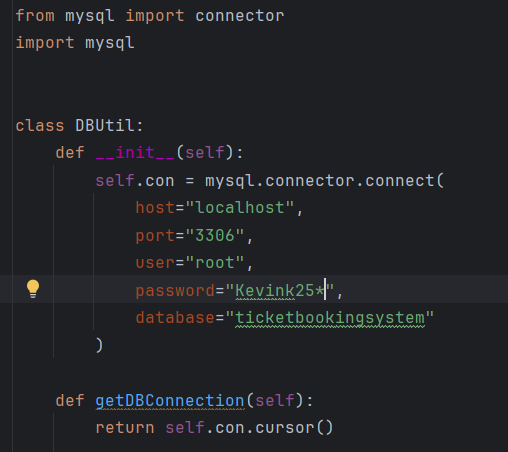 from mysql import connector
import mysql
class DBUtil:
    def __init__(self):
        self.con = mysql.connector.connect(
            host="localhost",
            port="3306",
            user="root",
            password="Kevink25*",
            database="ticketbookingsystem"
        )
    def getDBConnection(self):
        return self.con.cursor()